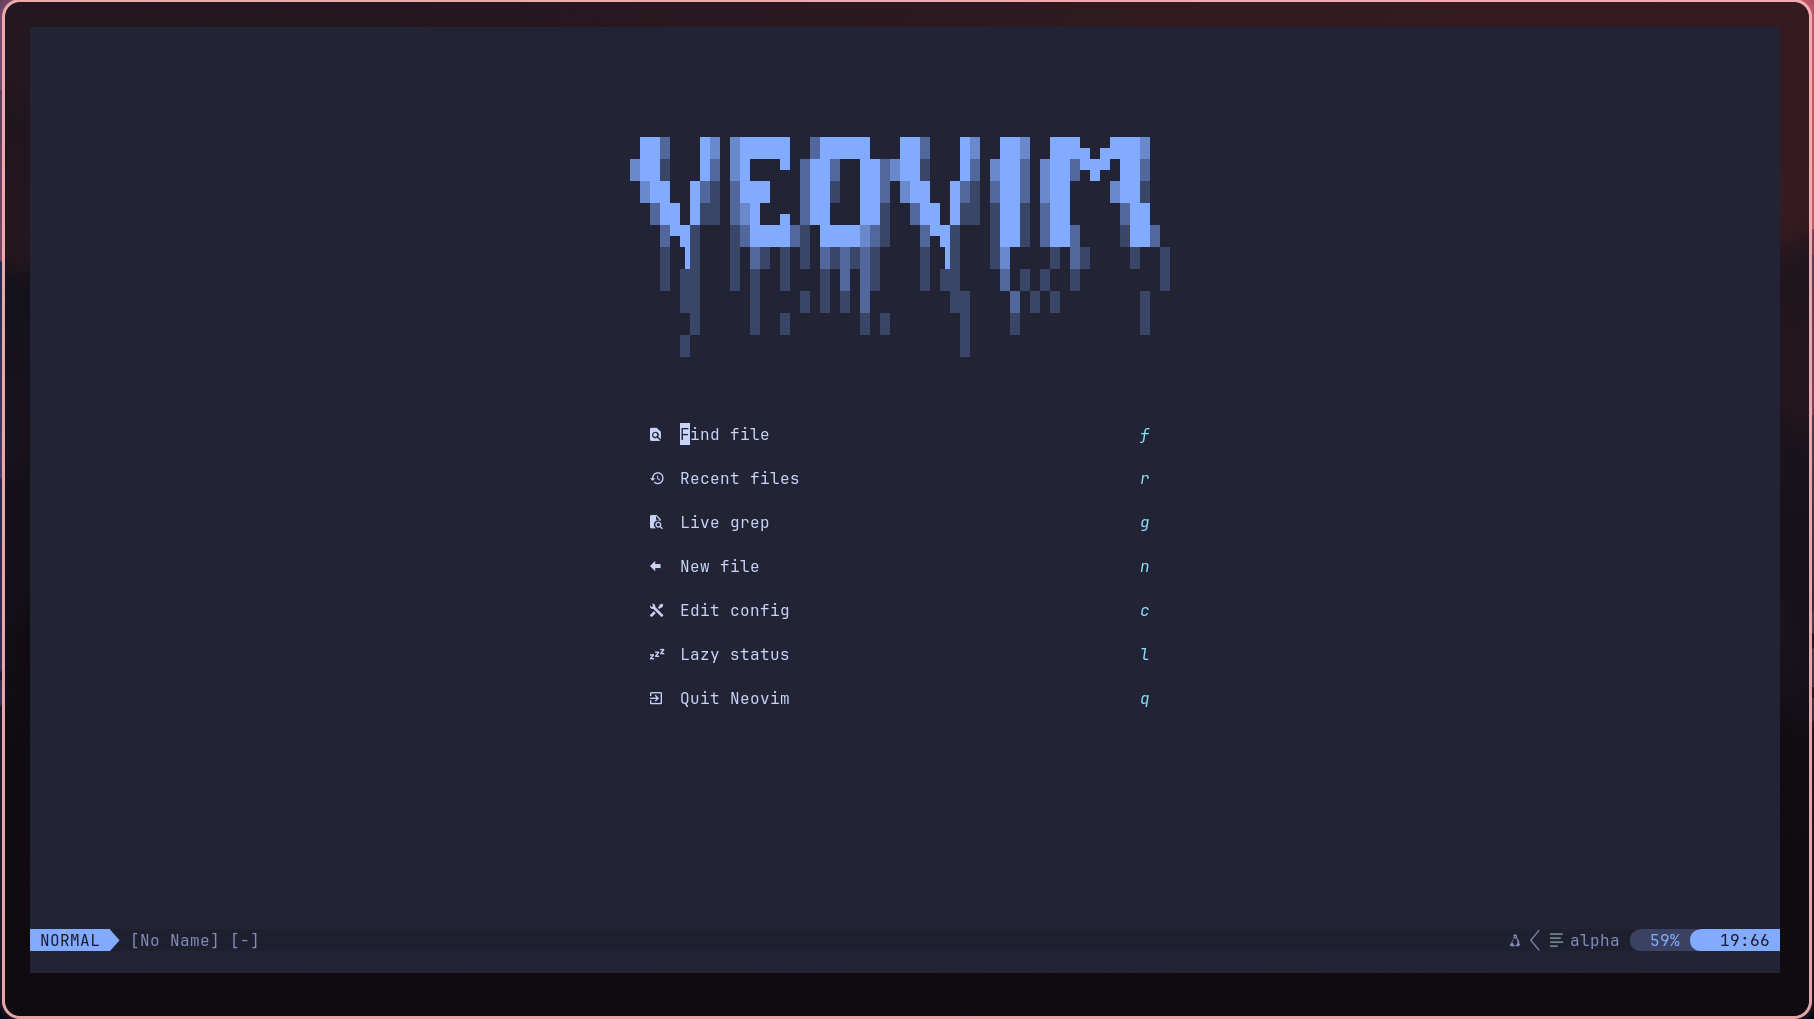 VEOVIM
Find file f
Recent files r
Live grep g
New file n
Edit config c
Lazy status l
Quit Neovim q
NORMAL [No Name] [-] alpha 59% 19:66